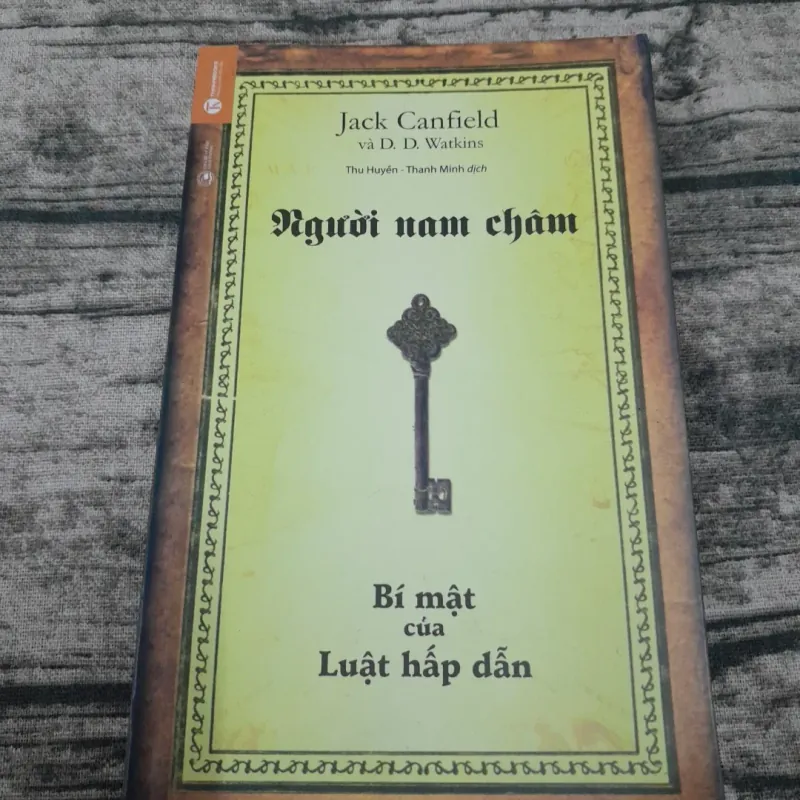 Jack Canfield
và D. D. Watkins
Thu Huyền - Thanh Minh dịch
Người nam châm
Bí mật
của
Luật hấp dẫn